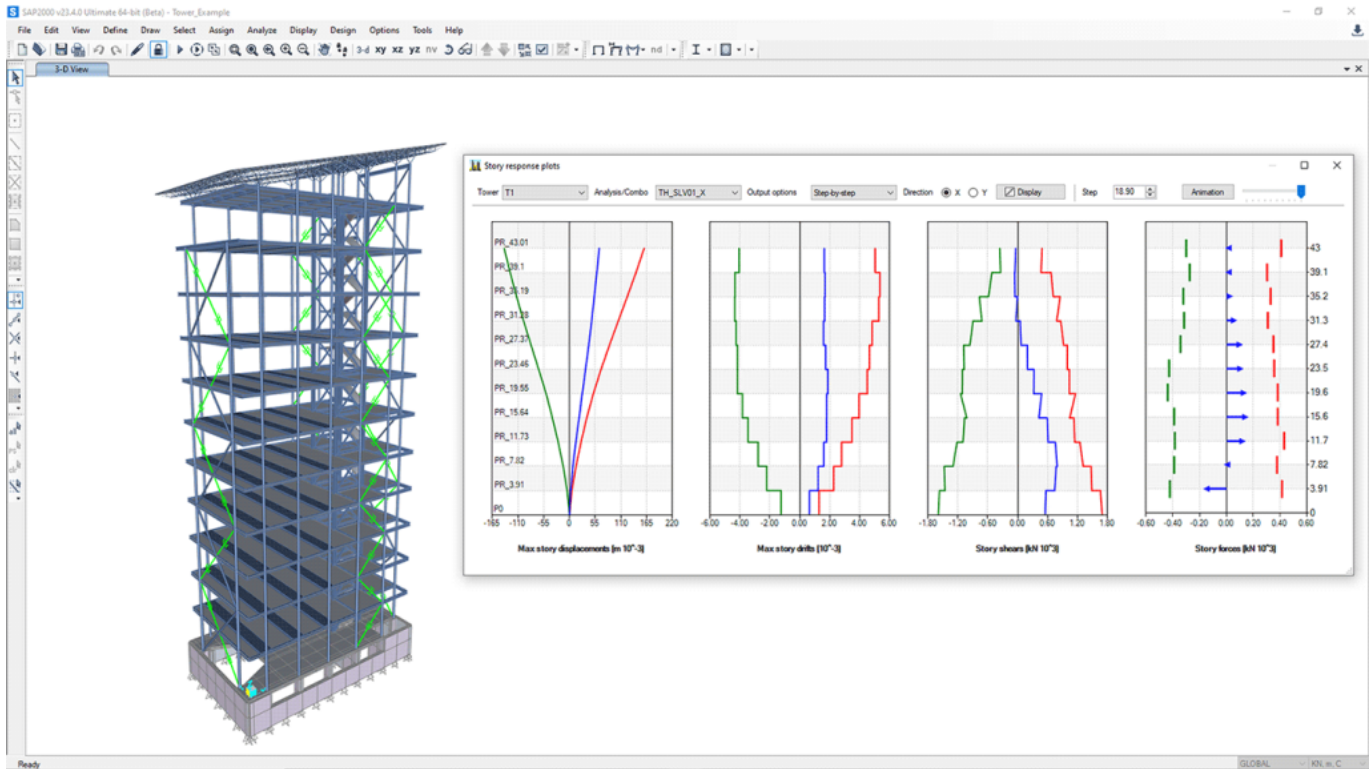 SAP2000 v23.4.0 Ultimate 64-bit (Beta) - Tower_Example
File Edit View Define Draw Select Assign Analyze Display Design Options Tools Help
3-d xy xz yz nv nd
3-D View
Story response plots
Tower T1 Analysis/Combo TH_SLV01_X Output options Step-by-step Direction X Y Display Step 18.90 Animation
PR_43.01
PR_39.1
PR_35.19
PR_31.28
PR_27.37
PR_23.46
PR_19.55
PR_15.64
PR_11.73
PR_7.82
PR_3.91
P0
-165 -110 -55 0 55 110 165 220
Max story displacements [m 10^-3]
-6.00 -4.00 -2.00 0.00 2.00 4.00 6.00
Max story drifts [10^-3]
-1.80 -1.20 -0.60 0.00 0.60 1.20 1.80
Story shears [kN 10^3]
43
39.1
35.2
31.3
27.4
23.5
19.6
15.6
11.7
7.82
3.91
0
-0.60 -0.40 -0.20 0.00 0.20 0.40 0.60
Story forces [kN 10^3]
Ready
GLOBAL KN, m, C